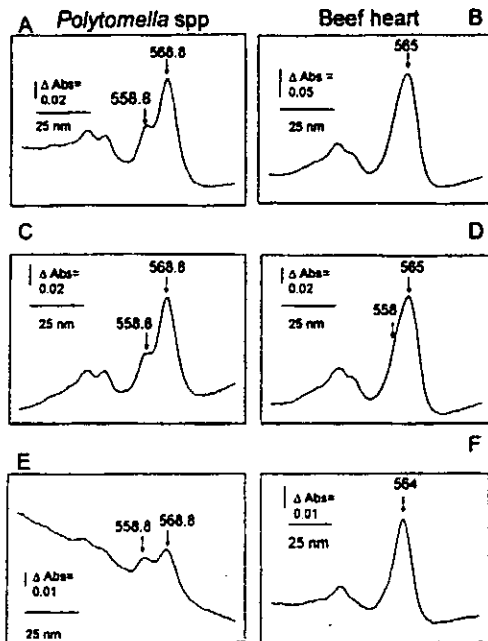 Polytomella spp
Beef heart
A
568.8
558.8
Δ Abs=
0.02
25 nm
B
565
Δ Abs =
0.05
25 nm
C
568.8
558.8
Δ Abs=
0.02
25 nm
D
565
558
Δ Abs=
0.02
25 nm
E
558.8
568.8
Δ Abs=
0.01
25 nm
F
564
Δ Abs=
0.01
25 nm